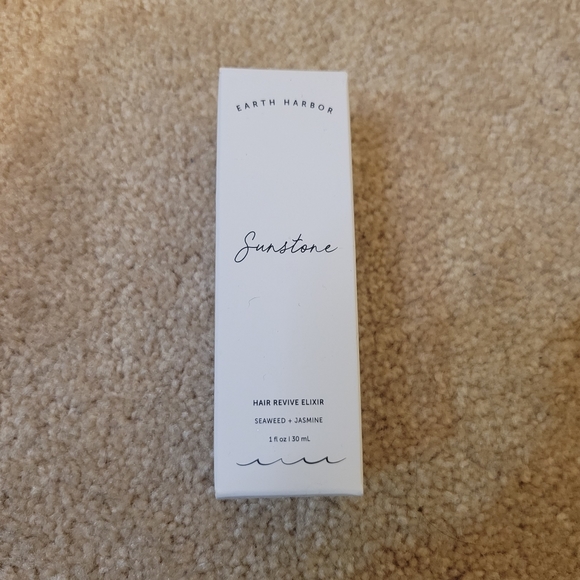 EARTH HARBOR
Sunstone
HAIR REVIVE ELIXIR
SEAWEED + JASMINE
1 fl oz | 30 mL